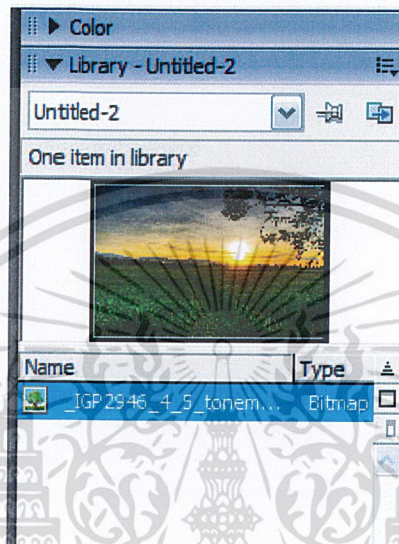 Color
Library - Untitled-2
Untitled-2
One item in library
Name Type
_IGP2946_4_5_tonem... Bitmap